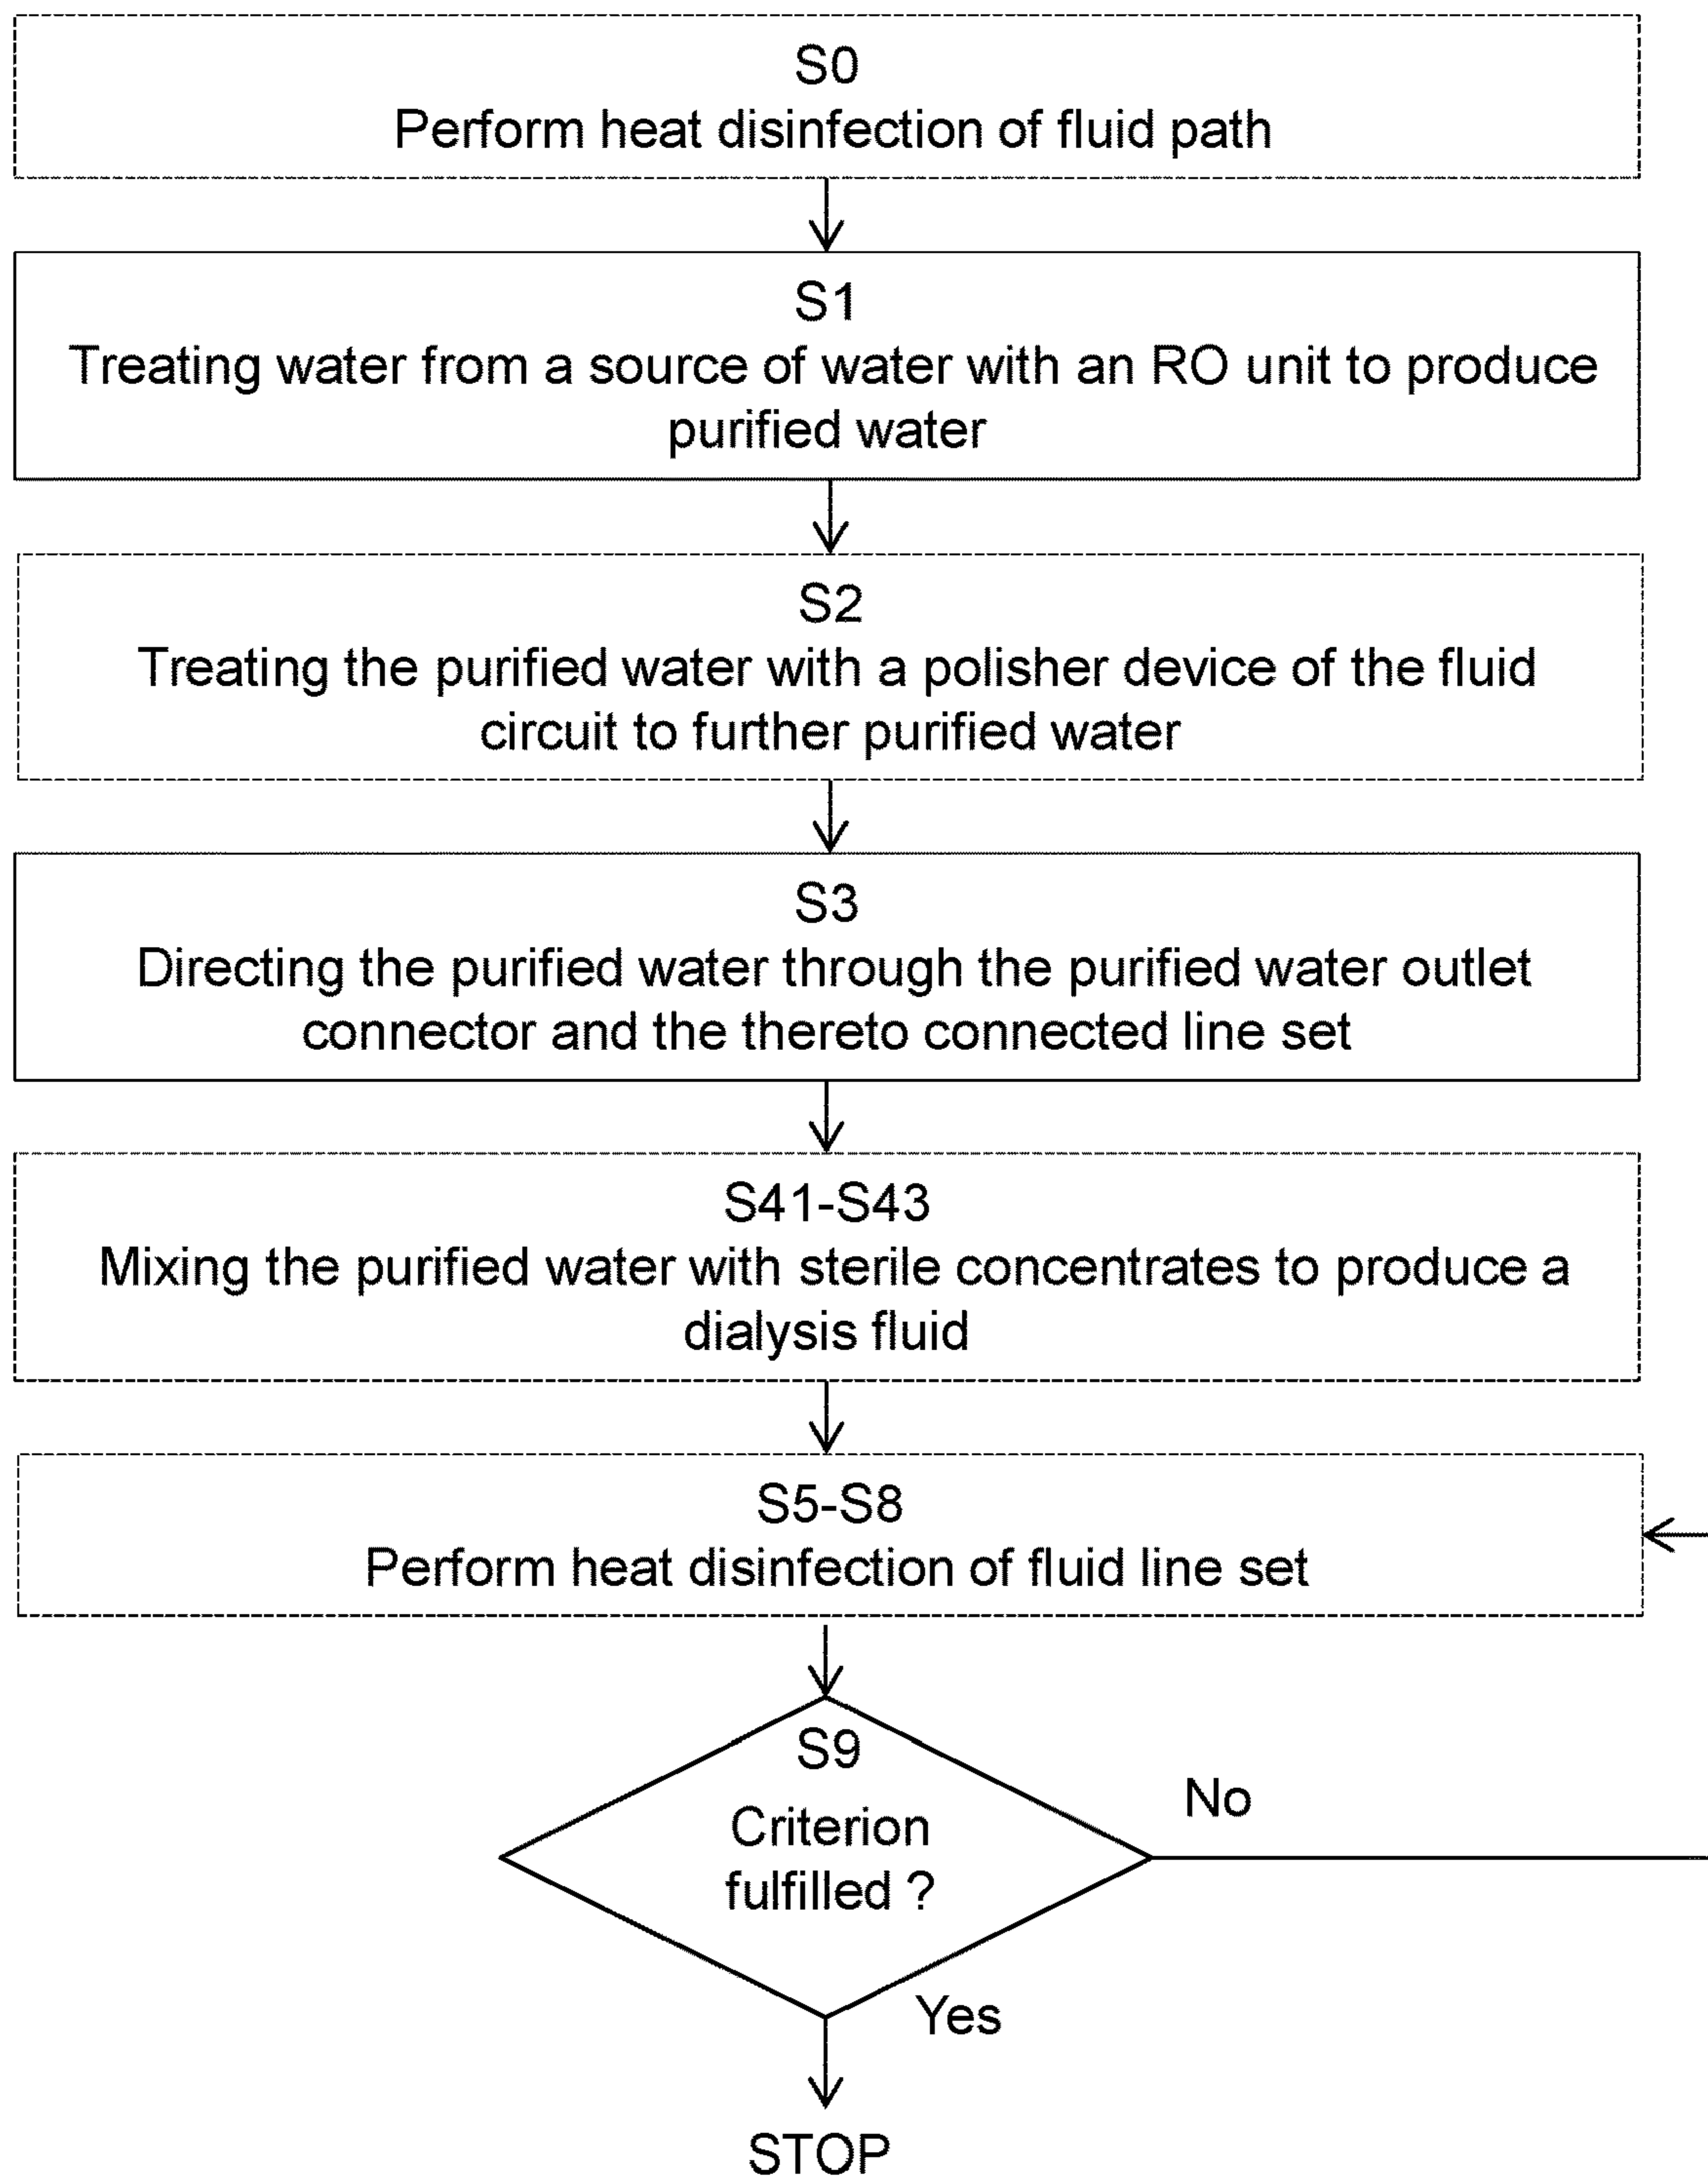 S0
Perform heat disinfection of fluid path
S1
Treating water from a source of water with an RO unit to produce
purified water
S2
Treating the purified water with a polisher device of the fluid
circuit to further purified water
S3
Directing the purified water through the purified water outlet
connector and the thereto connected line set
S41-S43
Mixing the purified water with sterile concentrates to produce a
dialysis fluid
S5-S8
Perform heat disinfection of fluid line set
S9
Criterion
fulfilled ?
No
Yes
STOP